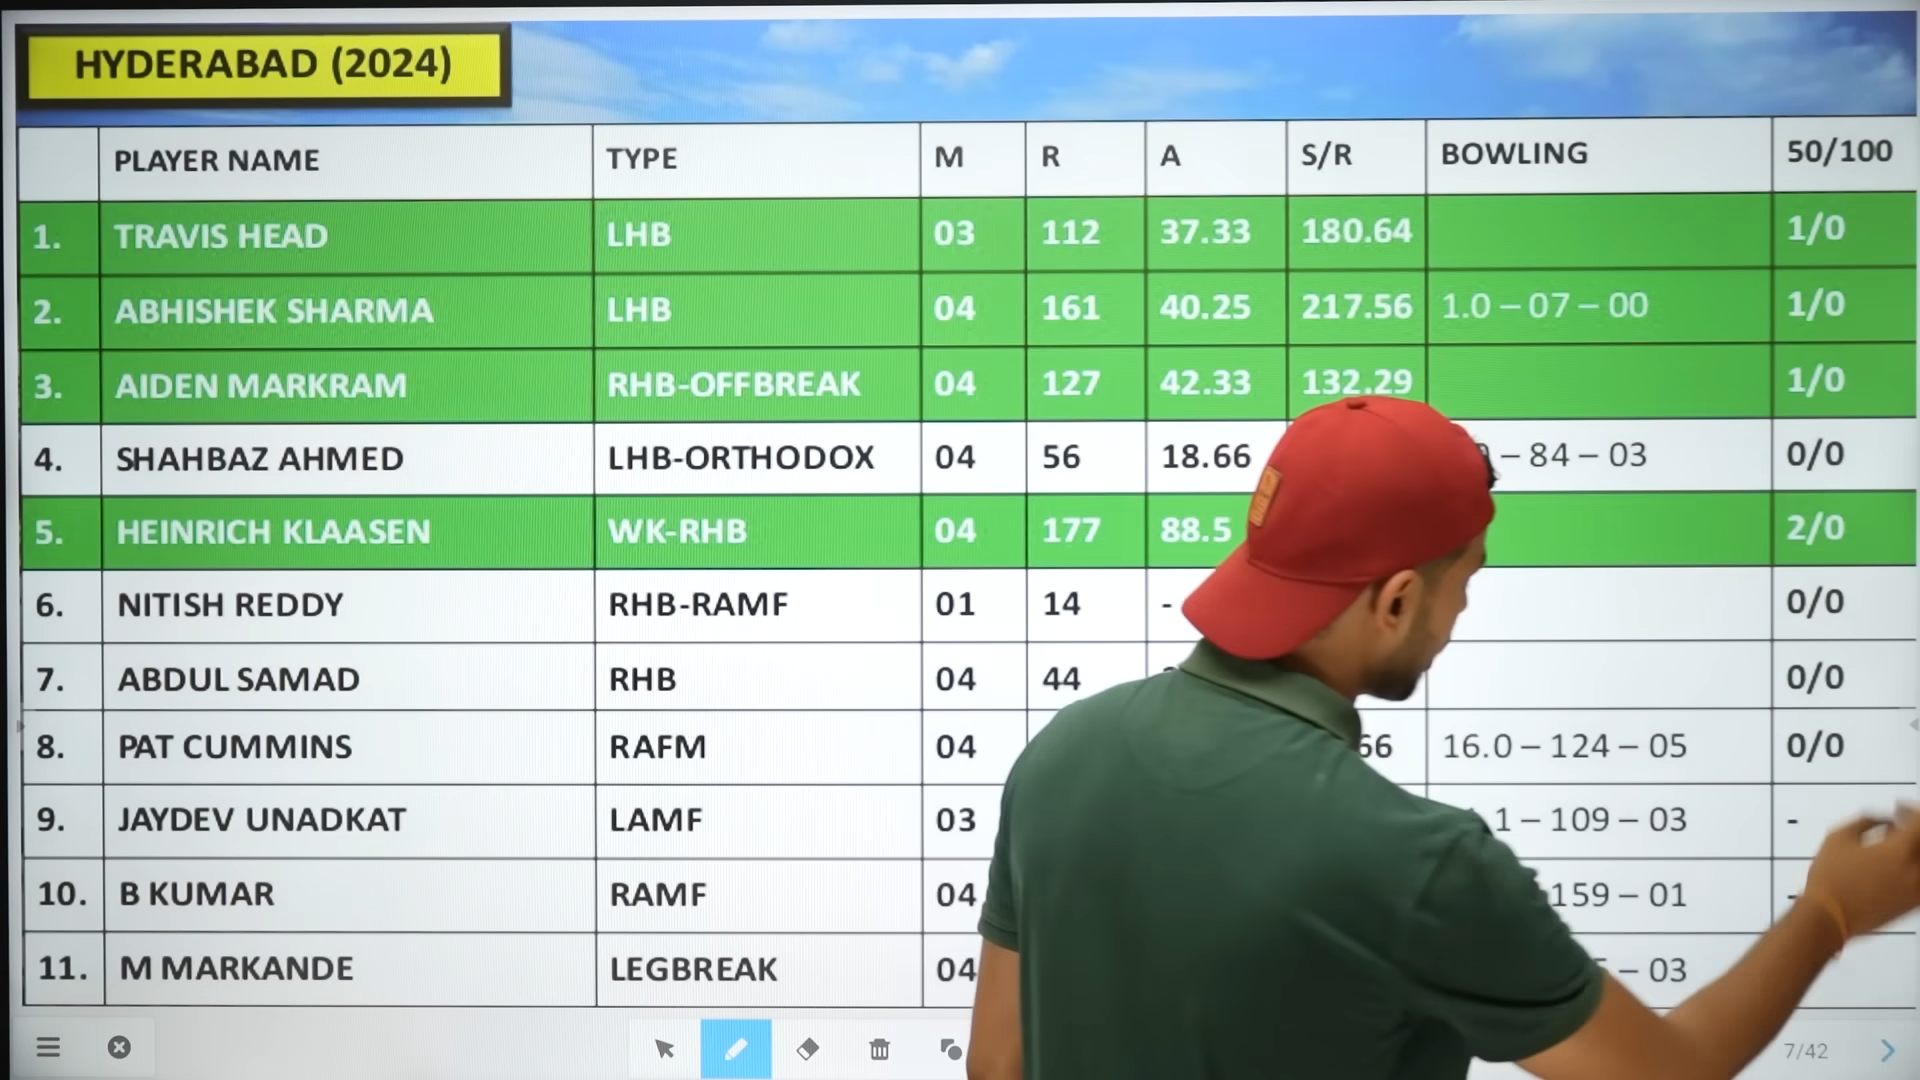 HYDERABAD (2024)
PLAYER NAME TYPE M R A S/R BOWLING 50/100
1. TRAVIS HEAD LHB 03 112 37.33 180.64 1/0
2. ABHISHEK SHARMA LHB 04 161 40.25 217.56 1.0 – 07 – 00 1/0
3. AIDEN MARKRAM RHB-OFFBREAK 04 127 42.33 132.29 1/0
4. SHAHBAZ AHMED LHB-ORTHODOX 04 56 18.66 – 84 – 03 0/0
5. HEINRICH KLAASEN WK-RHB 04 177 88.5 2/0
6. NITISH REDDY RHB-RAMF 01 14 - 0/0
7. ABDUL SAMAD RHB 04 44 0/0
8. PAT CUMMINS RAFM 04 66 16.0 – 124 – 05 0/0
9. JAYDEV UNADKAT LAMF 03 1 – 109 – 03 -
10. B KUMAR RAMF 04 159 – 01 -
11. M MARKANDE LEGBREAK 04 – 03
7/42